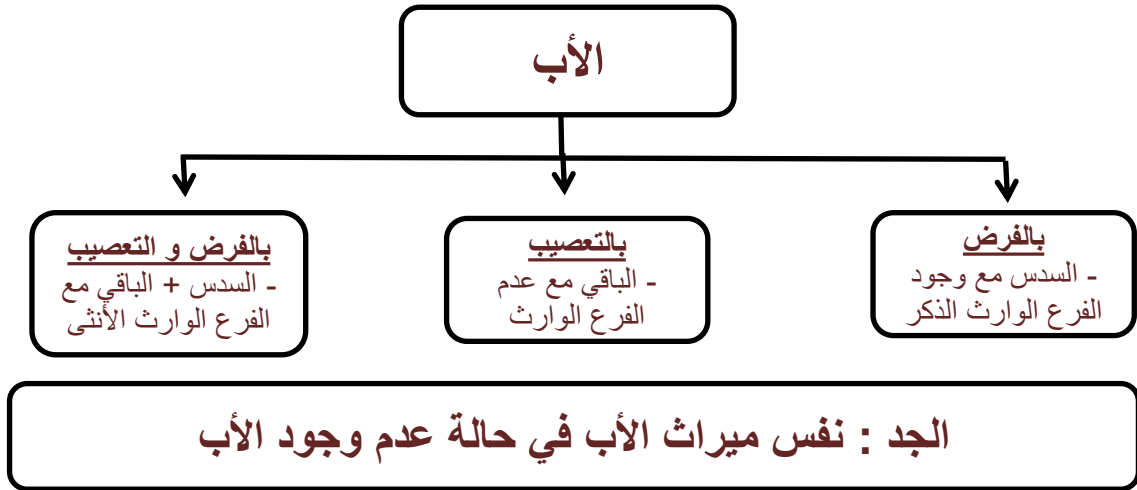 الأب
بالفرض
- السدس مع وجود
الفرع الوارث الذكر
بالتعصيب
- الباقي مع عدم
الفرع الوارث
بالفرض و التعصيب
- السدس + الباقي مع
الفرع الوارث الأنثى
الجد : نفس ميراث الأب في حالة عدم وجود الأب